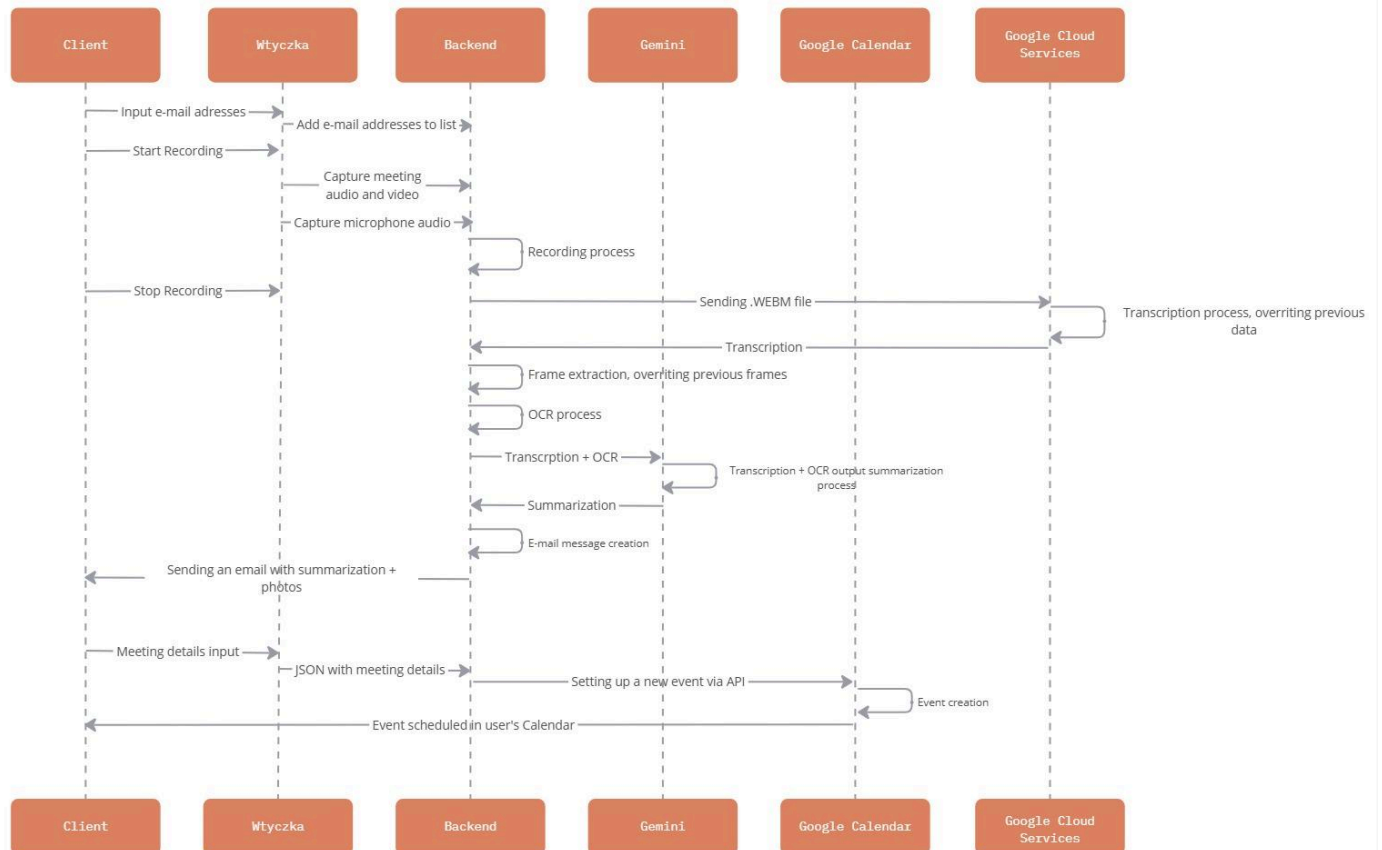 Client
Wtyczka
Backend
Gemini
Google Calendar
Google Cloud
Services
Input e-mail adresses
Add e-mail addresses to list
Start Recording
Capture meeting
audio and video
Capture microphone audio
Recording process
Stop Recording
Sending .WEBM file
Transcription process, overriting previous
data
Transcription
Frame extraction, overriting previous frames
OCR process
Transcrption + OCR
Transcription + OCR output summarization
process
Summarization
E-mail message creation
Sending an email with summarization +
photos
Meeting details input
JSON with meeting details
Setting up a new event via API
Event creation
Event scheduled in user's Calendar
Client
Wtyczka
Backend
Gemini
Google Calendar
Google Cloud
Services